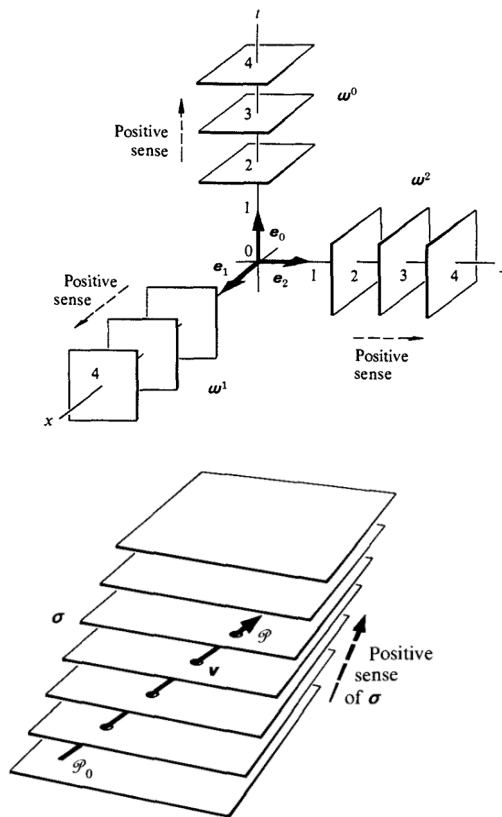 t
4
ω⁰
3
Positive
sense
2
ω²
1
e₀
0
e₁
e₂
1
2
3
4
Positive
sense
Positive
sense
4
ω¹
x
σ
𝒫
v
Positive
sense
of σ
𝒫₀